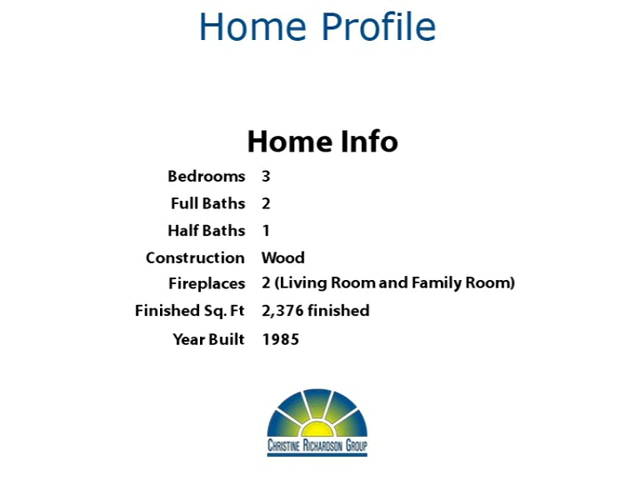 Home Profile
Home Info
Bedrooms 3
Full Baths 2
Half Baths 1
Construction Wood
Fireplaces 2 (Living Room and Family Room)
Finished Sq. Ft 2,376 finished
Year Built 1985
CHRISTINE RICHARDSON GROUP